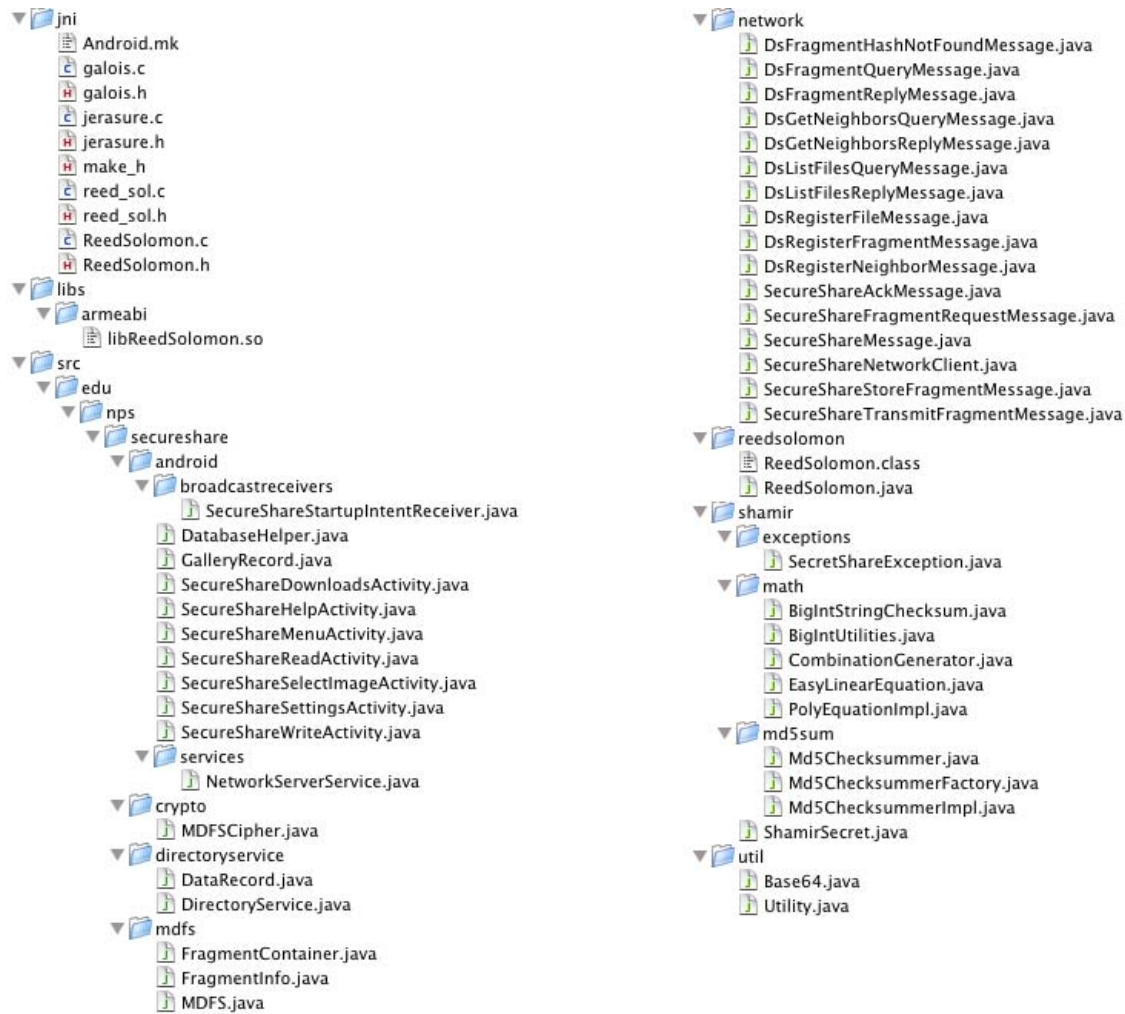 jni
Android.mk
galois.c
galois.h
jerasure.c
jerasure.h
make_h
reed_sol.c
reed_sol.h
ReedSolomon.c
ReedSolomon.h
libs
armeabi
libReedSolomon.so
src
edu
nps
secureshare
android
broadcastreceivers
SecureShareStartupIntentReceiver.java
DatabaseHelper.java
GalleryRecord.java
SecureShareDownloadsActivity.java
SecureShareHelpActivity.java
SecureShareMenuActivity.java
SecureShareReadActivity.java
SecureShareSelectImageActivity.java
SecureShareSettingsActivity.java
SecureShareWriteActivity.java
services
NetworkServerService.java
crypto
MDFSCipher.java
directoryservice
DataRecord.java
DirectoryService.java
mdfs
FragmentContainer.java
FragmentInfo.java
MDFS.java
network
DsFragmentHashNotFoundMessage.java
DsFragmentQueryMessage.java
DsFragmentReplyMessage.java
DsGetNeighborsQueryMessage.java
DsGetNeighborsReplyMessage.java
DsListFilesQueryMessage.java
DsListFilesReplyMessage.java
DsRegisterFileMessage.java
DsRegisterFragmentMessage.java
DsRegisterNeighborMessage.java
SecureShareAckMessage.java
SecureShareFragmentRequestMessage.java
SecureShareMessage.java
SecureShareNetworkClient.java
SecureShareStoreFragmentMessage.java
SecureShareTransmitFragmentMessage.java
reedsolomon
ReedSolomon.class
ReedSolomon.java
shamir
exceptions
SecretShareException.java
math
BigIntStringChecksum.java
BigIntUtilities.java
CombinationGenerator.java
EasyLinearEquation.java
PolyEquationImpl.java
md5sum
Md5Checksummer.java
Md5ChecksummerFactory.java
Md5ChecksummerImpl.java
ShamirSecret.java
util
Base64.java
Utility.java